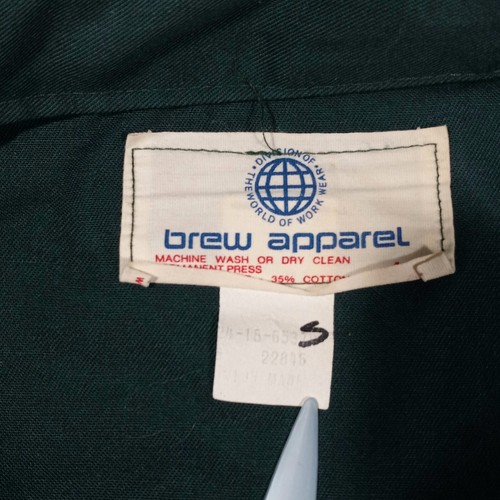 DIVISION OF
THE WORLD OF WORK WEAR
brew apparel
MACHINE WASH OR DRY CLEAN
PERMANENT PRESS
35% COTTON
S
22845